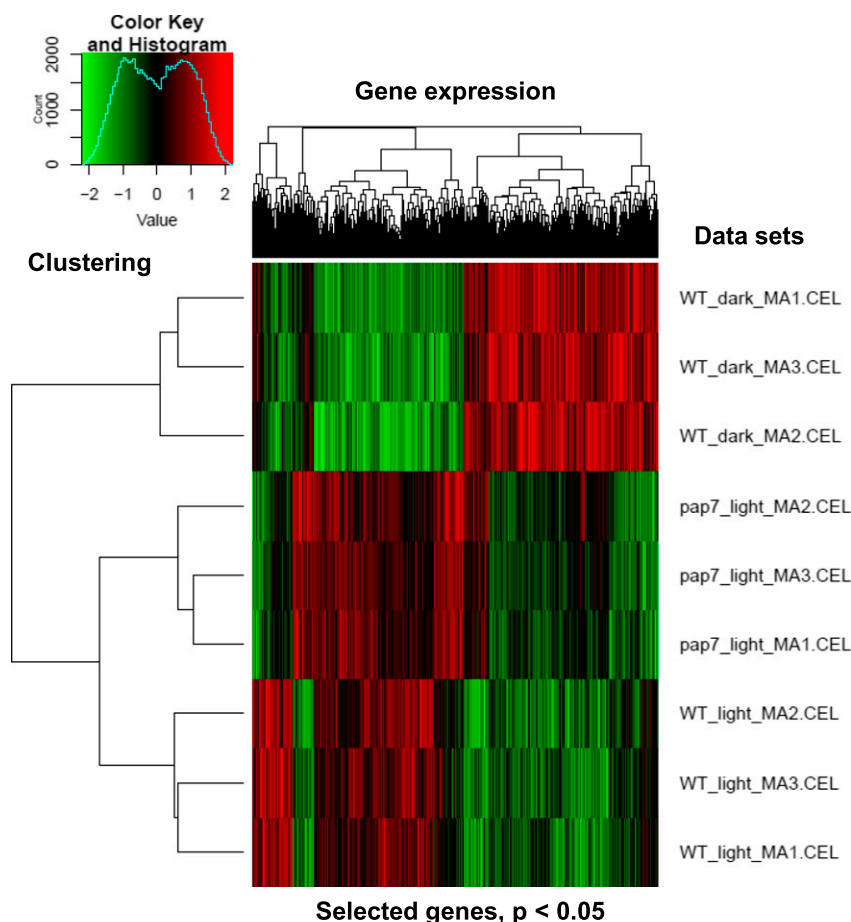 Color Key
and Histogram
Count
0
1000
2000
−2
−1
0
1
2
Value
Gene expression
Clustering
Data sets
WT_dark_MA1.CEL
WT_dark_MA3.CEL
WT_dark_MA2.CEL
pap7_light_MA2.CEL
pap7_light_MA3.CEL
pap7_light_MA1.CEL
WT_light_MA2.CEL
WT_light_MA3.CEL
WT_light_MA1.CEL
Selected genes, p < 0.05